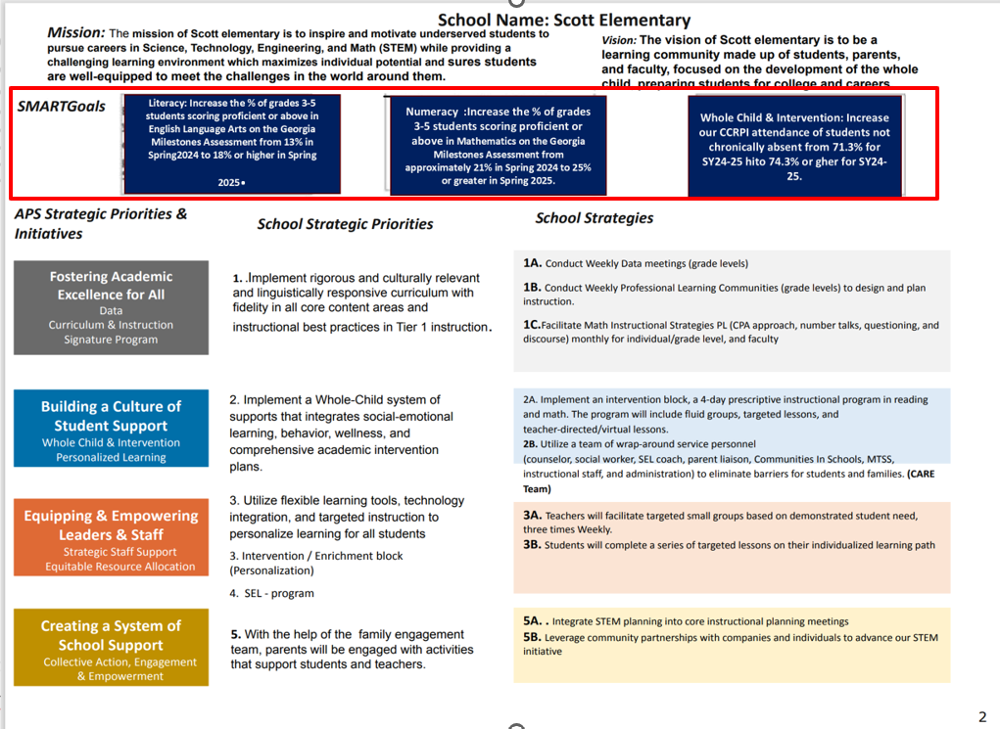 School Name: Scott Elementary
Mission: The mission of Scott elementary is to inspire and motivate underserved students to
pursue careers in Science, Technology, Engineering, and Math (STEM) while providing a
challenging learning environment which maximizes individual potential and sures students
are well-equipped to meet the challenges in the world around them.
Vision: The vision of Scott elementary is to be a
learning community made up of students, parents,
and faculty, focused on the development of the whole
child, preparing students for college and careers
SMARTGoals
Literacy: Increase the % of grades 3-5
students scoring proficient or above in
English Language Arts on the Georgia
Milestones Assessment from 13% in
Spring2024 to 18% or higher in Spring
2025•
Numeracy :Increase the % of grades
3-5 students scoring proficient or
above in Mathematics on the Georgia
Milestones Assessment from
approximately 21% in Spring 2024 to 25%
or greater in Spring 2025.
Whole Child & Intervention: Increase
our CCRPI attendance of students not
chronically absent from 71.3% for
SY24-25 hito 74.3% or gher for SY24-
25.
APS Strategic Priorities &
Initiatives
School Strategic Priorities
School Strategies
Fostering Academic
Excellence for All
Data
Curriculum & Instruction
Signature Program
1. .Implement rigorous and culturally relevant
and linguistically responsive curriculum with
fidelity in all core content areas and
instructional best practices in Tier 1 instruction.
1A. Conduct Weekly Data meetings (grade levels)
1B. Conduct Weekly Professional Learning Communities (grade levels) to design and plan
instruction.
1C.Facilitate Math Instructional Strategies PL (CPA approach, number talks, questioning, and
discourse) monthly for individual/grade level, and faculty
Building a Culture of
Student Support
Whole Child & Intervention
Personalized Learning
2. Implement a Whole-Child system of
supports that integrates social-emotional
learning, behavior, wellness, and
comprehensive academic intervention
plans.
2A. Implement an intervention block, a 4-day prescriptive instructional program in reading
and math. The program will include fluid groups, targeted lessons, and
teacher-directed/virtual lessons.
2B. Utilize a team of wrap-around service personnel
(counselor, social worker, SEL coach, parent liaison, Communities In Schools, MTSS,
instructional staff, and administration) to eliminate barriers for students and families. (CARE
Team)
Equipping & Empowering
Leaders & Staff
Strategic Staff Support
Equitable Resource Allocation
3. Utilize flexible learning tools, technology
integration, and targeted instruction to
personalize learning for all students
3. Intervention / Enrichment block
(Personalization)
4. SEL - program
3A. Teachers will facilitate targeted small groups based on demonstrated student need,
three times Weekly.
3B. Students will complete a series of targeted lessons on their individualized learning path
Creating a System of
School Support
Collective Action, Engagement
& Empowerment
5. With the help of the family engagement
team, parents will be engaged with activities
that support students and teachers.
5A. . Integrate STEM planning into core instructional planning meetings
5B. Leverage community partnerships with companies and individuals to advance our STEM
initiative
2